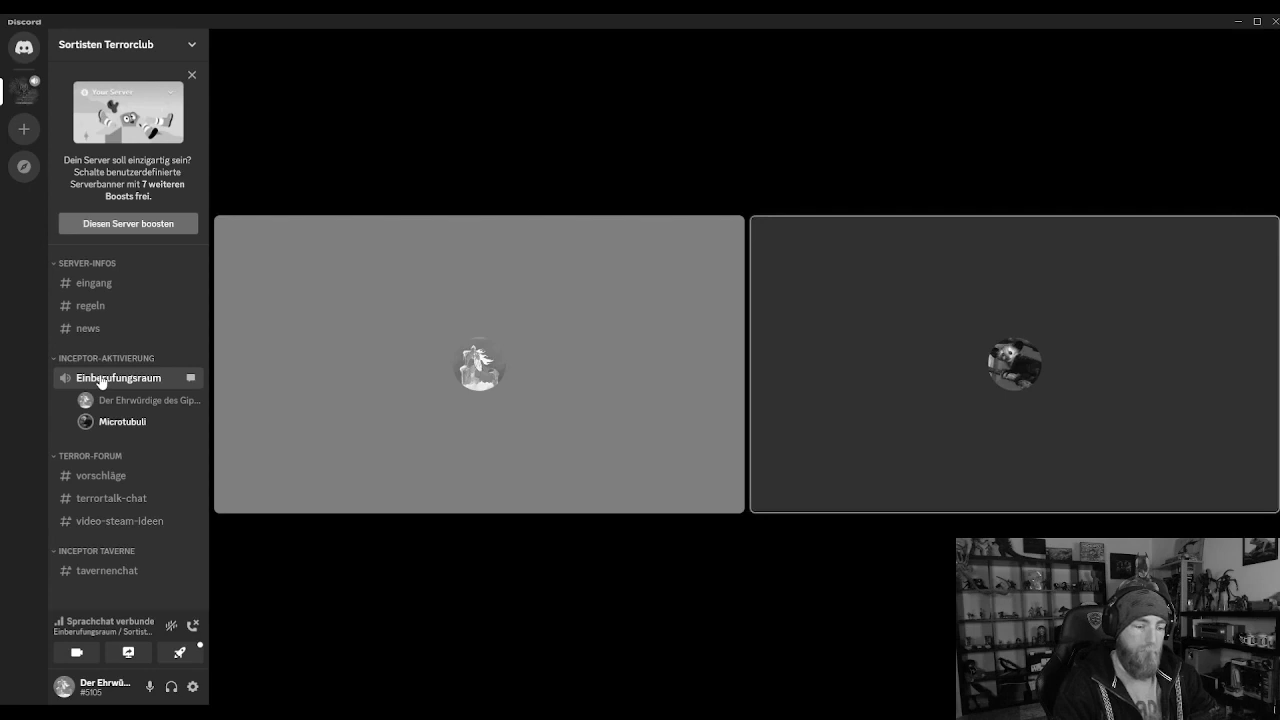 Discord
Sortisten Terrorclub
Your Server
Dein Server soll einzigartig sein?
Schalte benutzerdefinierte
Serverbanner mit 7 weiteren
Boosts frei.
Diesen Server boosten
SERVER-INFOS
# eingang
# regeln
# news
INCEPTOR-AKTIVIERUNG
Einberufungsraum
Der Ehrwürdige des Gip...
Microtubuli
TERROR-FORUM
# vorschläge
# terrortalk-chat
# video-steam-ideen
INCEPTOR TAVERNE
# tavernenchat
Sprachchat verbunde
Einberufungsraum / Sortist...
Der Ehrwü...
#5105